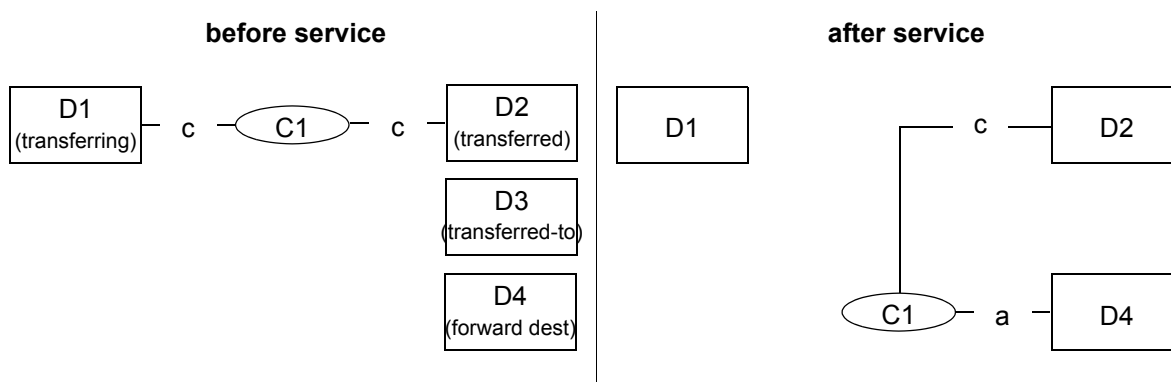 before service
after service
D1
(transferring)
c
C1
c
D2
(transferred)
D3
(transferred-to)
D4
(forward dest)
D1
c
D2
C1
a
D4